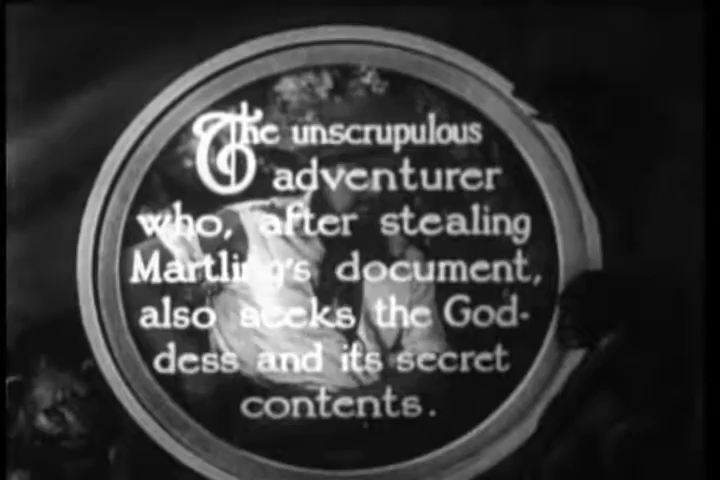 The unscrupulous
adventurer
who, after stealing
Martling's document,
also seeks the God-
dess and its secret
contents.